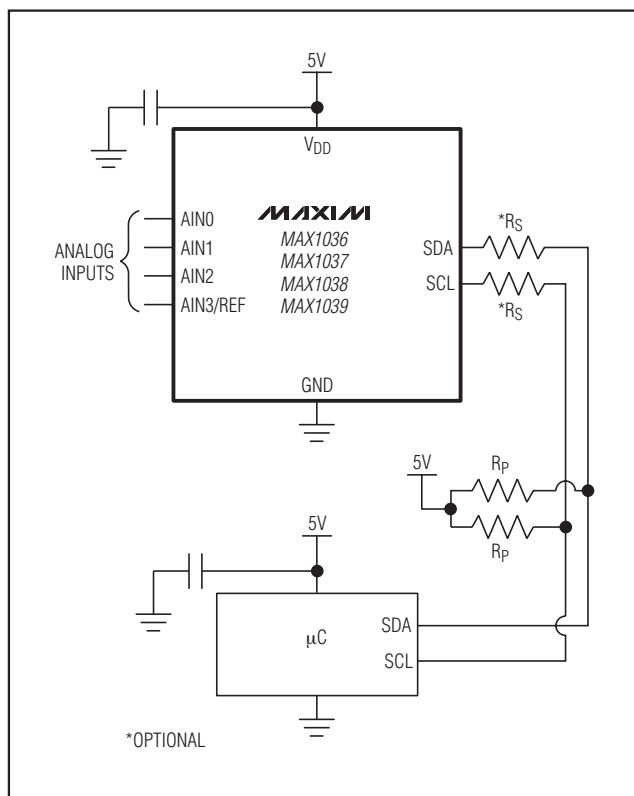 5V
VDD
AIN0
AIN1
AIN2
AIN3/REF
ANALOG
INPUTS
MAXIM
MAX1036
MAX1037
MAX1038
MAX1039
SDA
SCL
*RS
*RS
GND
5V
RP
RP
5V
µC
SDA
SCL
*OPTIONAL